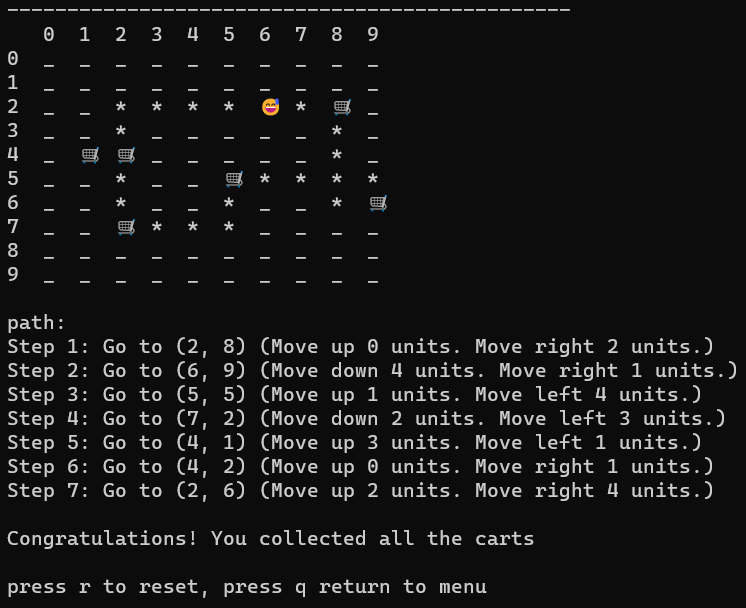 -----------------------------------------------
0 1 2 3 4 5 6 7 8 9
0 _ _ _ _ _ _ _ _ _ _
1 _ _ _ _ _ _ _ _ _ _
2 _ _ * * * * 😅 * 🛒 _
3 _ _ * _ _ _ _ _ * _
4 _ 🛒 🛒 _ _ _ _ _ * _
5 _ _ * _ _ 🛒 * * * *
6 _ _ * _ _ * _ _ * 🛒
7 _ _ 🛒 * * * _ _ _ _
8 _ _ _ _ _ _ _ _ _ _
9 _ _ _ _ _ _ _ _ _ _
path:
Step 1: Go to (2, 8) (Move up 0 units. Move right 2 units.)
Step 2: Go to (6, 9) (Move down 4 units. Move right 1 units.)
Step 3: Go to (5, 5) (Move up 1 units. Move left 4 units.)
Step 4: Go to (7, 2) (Move down 2 units. Move left 3 units.)
Step 5: Go to (4, 1) (Move up 3 units. Move left 1 units.)
Step 6: Go to (4, 2) (Move up 0 units. Move right 1 units.)
Step 7: Go to (2, 6) (Move up 2 units. Move right 4 units.)
Congratulations! You collected all the carts
press r to reset, press q return to menu